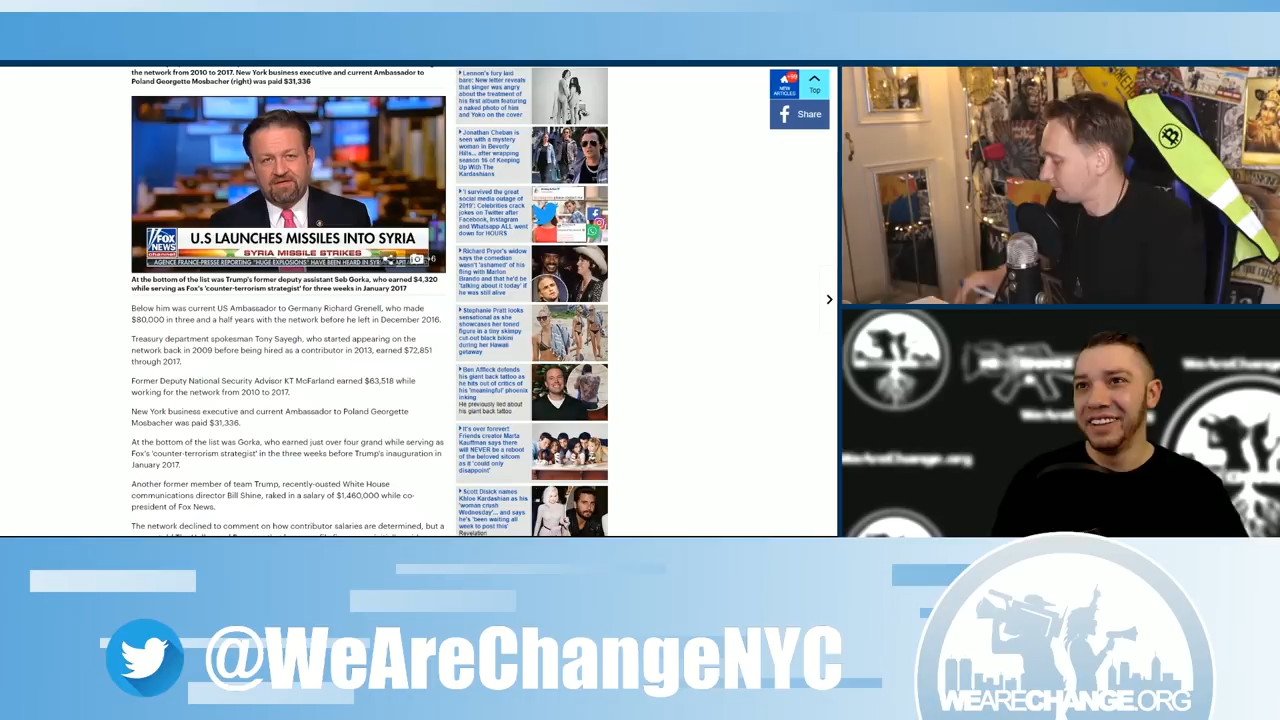 the network from 2010 to 2017. New York business executive and current Ambassador to
Poland Georgette Mosbacher (right) was paid $31,336
FOX
NEWS
channel
U.S LAUNCHES MISSILES INTO SYRIA
SYRIA MISSILE STRIKES
AGENCE FRANCE-PRESSE REPORTING "HUGE EXPLOSIONS" HAVE BEEN HEARD IN
+6
At the bottom of the list was Trump's former deputy assistant Seb Gorka, who earned $4,320
while serving as Fox's 'counter-terrorism strategist' for three weeks in January 2017
Below him was current US Ambassador to Germany Richard Grenell, who made
$80,000 in three and a half years with the network before he left in December 2016.
Treasury department spokesman Tony Sayegh, who started appearing on the
network back in 2009 before being hired as a contributor in 2013, earned $72,851
through 2017.
Former Deputy National Security Advisor KT McFarland earned $63,518 while
working for the network from 2010 to 2017.
New York business executive and current Ambassador to Poland Georgette
Mosbacher was paid $31,336.
At the bottom of the list was Gorka, who earned just over four grand while serving as
Fox's 'counter-terrorism strategist' in the three weeks before Trump's inauguration in
January 2017.
Another former member of team Trump, recently-ousted White House
communications director Bill Shine, raked in a salary of $1,460,000 while co-
president of Fox News.
The network declined to comment on how contributor salaries are determined, but a
Lennon's fury laid
bare: New letter reveals
that singer was angry
about the treatment of
his first album featuring
a naked photo of him
and Yoko on the cover
Jonathan Cheban is
seen with a mystery
woman in Beverly
Hills... after wrapping
season 16 of Keeping
Up With The
Kardashians
'I survived the great
social media outage of
2019': Celebrities crack
jokes on Twitter after
Facebook, Instagram
and Whatsapp ALL went
down for HOURS
Richard Pryor's widow
says the comedian
wasn't 'ashamed' of his
fling with Marlon
Brando and that he'd be
'talking about it today' if
he was still alive
Stephanie Pratt looks
sensational as she
showcases her toned
figure in a tiny skimpy
cut-out black bikini
during her Hawaii
getaway
Ben Affleck defends
his giant back tattoo as
he hits out of critics of
his 'meaningful' phoenix
inking
He previously lied about
his giant back tattoo
It's over forever!
Friends creator Marta
Kauffman says there
will NEVER be a reboot
of the beloved sitcom
as it 'could only
disappoint'
Scott Disick names
Khloe Kardashian as his
'woman crush
Wednesday'... and says
he's 'been waiting all
week to post this'
Revelation
+99
NEW
ARTICLES
Top
Share
@WeAreChangeNYC
WEARECHANGE.ORG